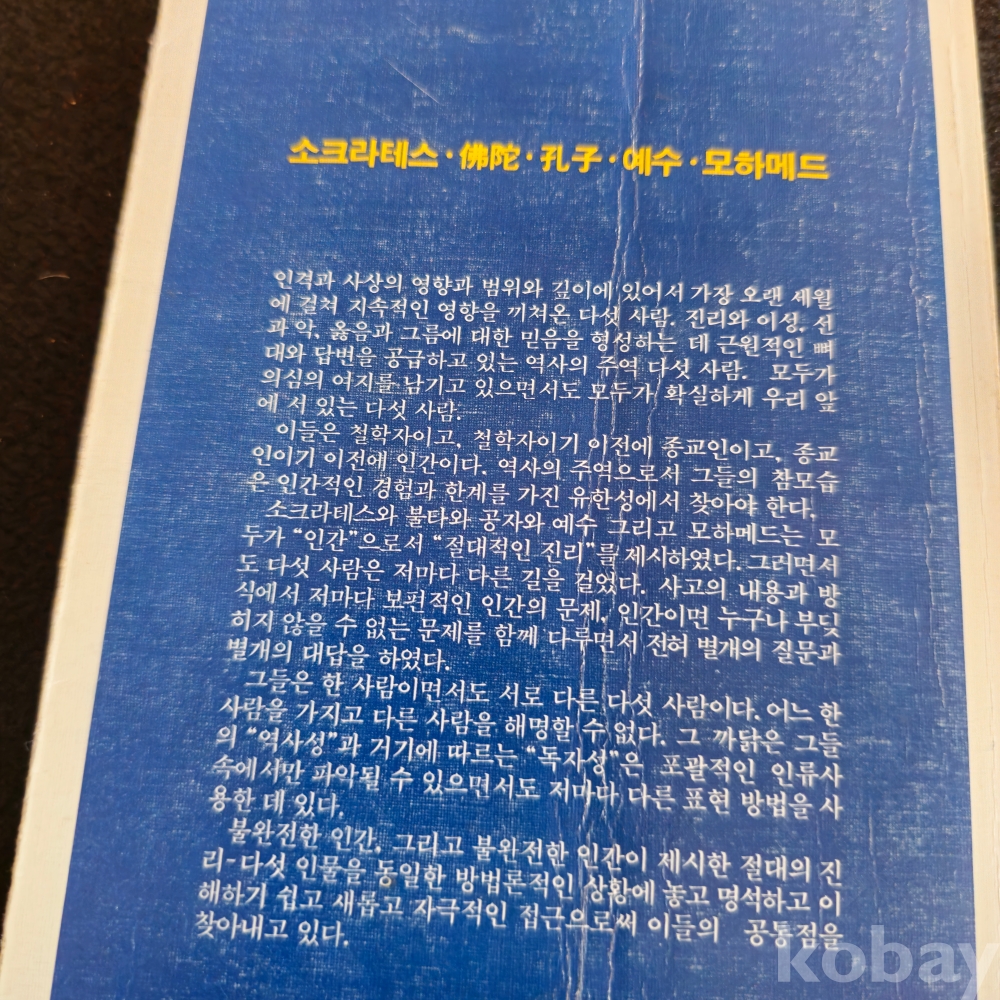 소크라테스·佛陀·孔子·예수·모하메드
인격과 사상의 영향과 범위와 깊이에 있어서 가장 오랜 세월
에 걸쳐 지속적인 영향을 끼쳐온 다섯 사람. 진리와 이성. 선
과 악, 옳음과 그름에 대한 믿음을 형성하는 데 근원적인 뼈
대와 답변을 공급하고 있는 역사의 주역 다섯 사람. 모두가
의심의 여지를 남기고 있으면서도 모두가 확실하게 우리 앞
에 서 있는 다섯 사람.
이들은 철학자이고, 철학자이기 이전에 종교인이고, 종교
인이기 이전에 인간이다. 역사의 주역으로서 그들의 참모습
은 인간적인 경험과 한계를 가진 유한성에서 찾아야 한다.
소크라테스와 불타와 공자와 예수 그리고 모하메드는 모
두가 “인간”으로서 “절대적인 진리”를 제시하였다. 그러면서
도 다섯 사람은 저마다 다른 길을 걸었다. 사고의 내용과 방
식에서 저마다 보편적인 인간의 문제, 인간이면 누구나 부딪
히지 않을 수 없는 문제를 함께 다루면서 전혀 별개의 질문과
별개의 대답을 하였다.
그들은 한 사람이면서도 서로 다른 다섯 사람이다. 어느 한
사람을 가지고 다른 사람을 해명할 수 없다. 그 까닭은 그들
의 “역사성”과 거기에 따르는 “독자성”은 포괄적인 인류사
속에서만 파악될 수 있으면서도 저마다 다른 표현 방법을 사
용한 데 있다.
불완전한 인간, 그리고 불완전한 인간이 제시한 절대의 진
리-다섯 인물을 동일한 방법론적인 상황에 놓고 명석하고 이
해하기 쉽고 새롭고 자극적인 접근으로써 이들의 공통점을
찾아내고 있다.
kobay